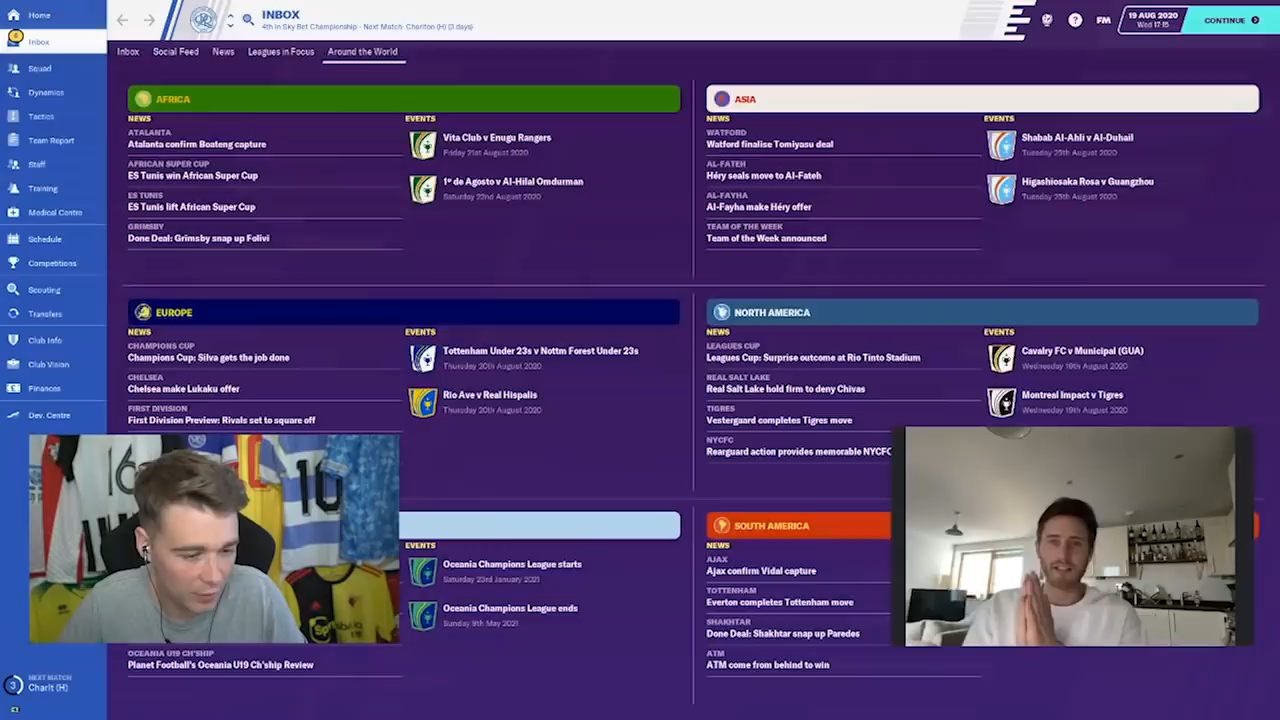 Home
Inbox
Squad
Dynamics
Tactics
Team Report
Staff
Training
Medical Centre
Schedule
Competitions
Scouting
Transfers
Club Info
Club Vision
Finances
Dev. Centre
3
NEXT MATCH
Charlt (H)
INBOX
4th in Sky Bet Championship - Next Match: Charlton (H) (3 days)
FM
19 AUG 2020
Wed 17:15
CONTINUE
Inbox
Social Feed
News
Leagues in Focus
Around the World
AFRICA
NEWS
ATALANTA
Atalanta confirm Boateng capture
AFRICAN SUPER CUP
ES Tunis win African Super Cup
ES TUNIS
ES Tunis lift African Super Cup
GRIMSBY
Done Deal: Grimsby snap up Folivi
EVENTS
Vita Club v Enugu Rangers
Friday 21st August 2020
1º de Agosto v Al-Hilal Omdurman
Saturday 22nd August 2020
ASIA
NEWS
WATFORD
Watford finalise Tomiyasu deal
AL-FATEH
Héry seals move to Al-Fateh
AL-FAYHA
Al-Fayha make Héry offer
TEAM OF THE WEEK
Team of the Week announced
EVENTS
Shabab Al-Ahli v Al-Duhail
Tuesday 25th August 2020
Higashiosaka Rosa v Guangzhou
Tuesday 25th August 2020
EUROPE
NEWS
CHAMPIONS CUP
Champions Cup: Silva gets the job done
CHELSEA
Chelsea make Lukaku offer
FIRST DIVISION
First Division Preview: Rivals set to square off
EVENTS
Tottenham Under 23s v Nottm Forest Under 23s
Thursday 20th August 2020
Rio Ave v Real Hispalis
Thursday 20th August 2020
NORTH AMERICA
NEWS
LEAGUES CUP
Leagues Cup: Surprise outcome at Rio Tinto Stadium
REAL SALT LAKE
Real Salt Lake hold firm to deny Chivas
TIGRES
Vestergaard completes Tigres move
NYCFC
Rearguard action provides memorable NYCFC
EVENTS
Cavalry FC v Municipal (GUA)
Wednesday 19th August 2020
Montreal Impact v Tigres
Wednesday 19th August 2020
EVENTS
Oceania Champions League starts
Saturday 23rd January 2021
Oceania Champions League ends
Sunday 9th May 2021
OCEANIA U19 CH'SHIP
Planet Football's Oceania U19 Ch'ship Review
SOUTH AMERICA
NEWS
AJAX
Ajax confirm Vidal capture
TOTTENHAM
Everton completes Tottenham move
SHAKHTAR
Done Deal: Shakhtar snap up Paredes
ATM
ATM come from behind to win
16
10